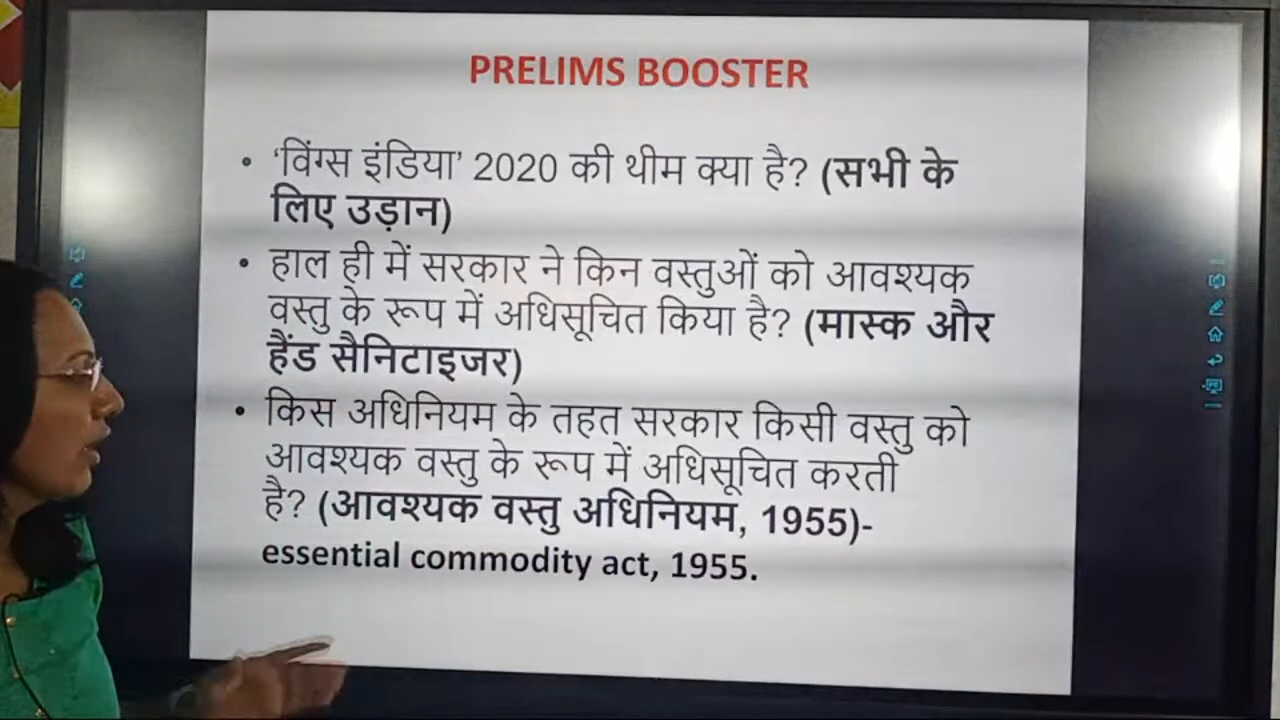 PRELIMS BOOSTER
• ‘विंग्स इंडिया’ 2020 की थीम क्या है? (सभी के
लिए उड़ान)
• हाल ही में सरकार ने किन वस्तुओं को आवश्यक
वस्तु के रूप में अधिसूचित किया है? (मास्क और
हैंड सैनिटाइजर)
• किस अधिनियम के तहत सरकार किसी वस्तु को
आवश्यक वस्तु के रूप में अधिसूचित करती
है? (आवश्यक वस्तु अधिनियम, 1955)-
essential commodity act, 1955.